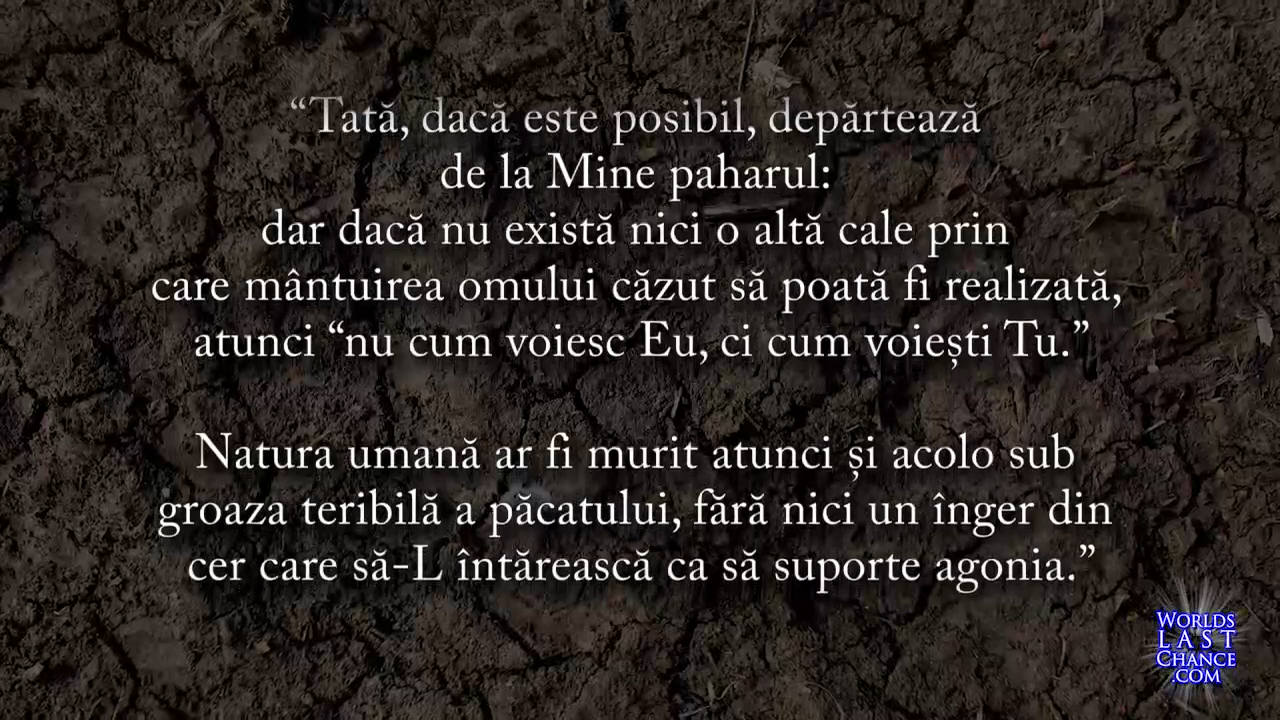 “Tată, dacă este posibil, depărtează
de la Mine paharul:
dar dacă nu există nici o altă cale prin
care mântuirea omului căzut să poată fi realizată,
atunci “nu cum voiesc Eu, ci cum voiești Tu.”
Natura umană ar fi murit atunci și acolo sub
groaza teribilă a păcatului, fără nici un înger din
cer care să-L întărească ca să suporte agonia.”
WORLDS
LAST
CHANCE
.COM